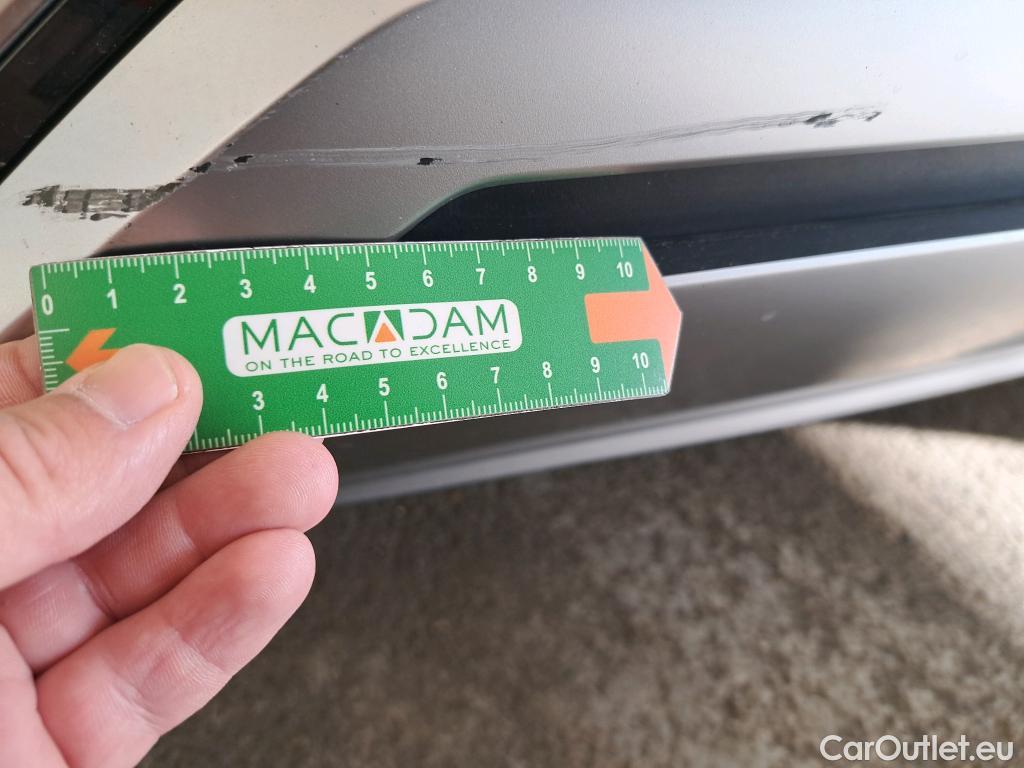 0 1 2 3 4 5 6 7 8 9 10
MACADAM
ON THE ROAD TO EXCELLENCE
3 4 5 6 7 8 9 10
CarOutlet.eu